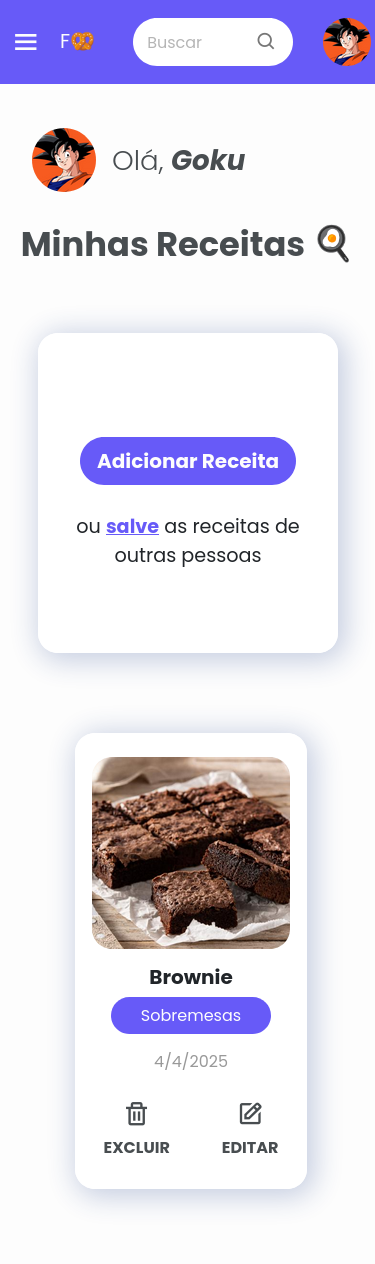 F🥨
Buscar
Olá, Goku
Minhas Receitas 🍳
Adicionar Receita
ou salve as receitas de
outras pessoas
Brownie
Sobremesas
4/4/2025
EXCLUIR
EDITAR